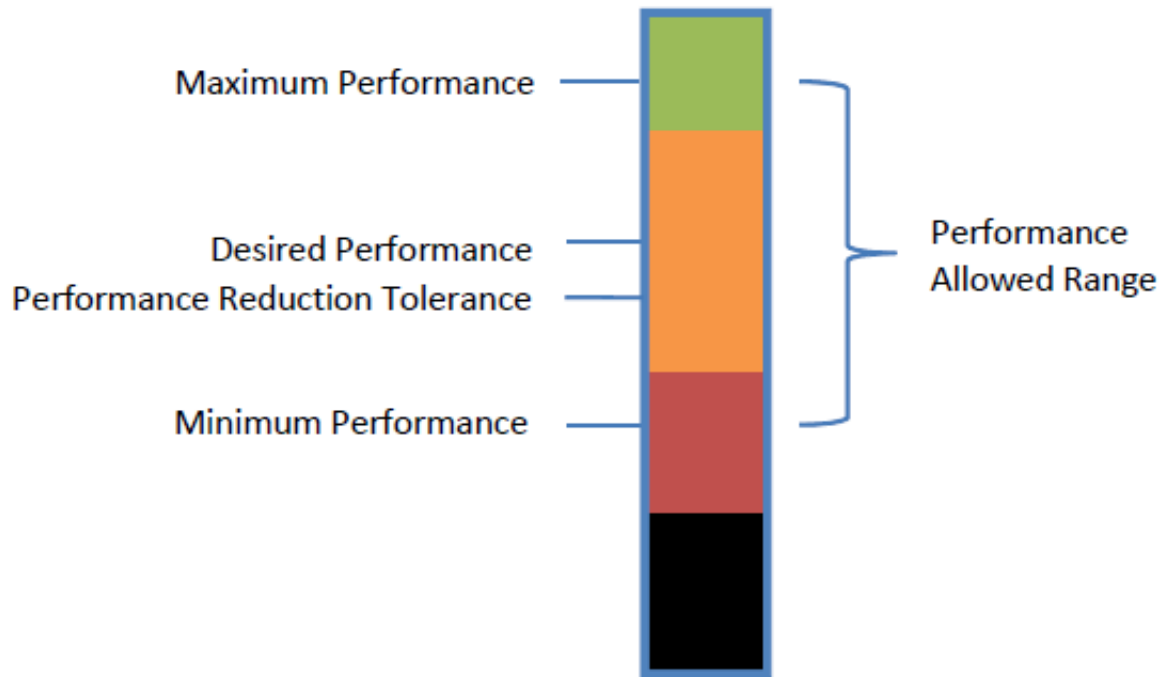 Maximum Performance
Desired Performance
Performance Reduction Tolerance
Minimum Performance
Performance
Allowed Range